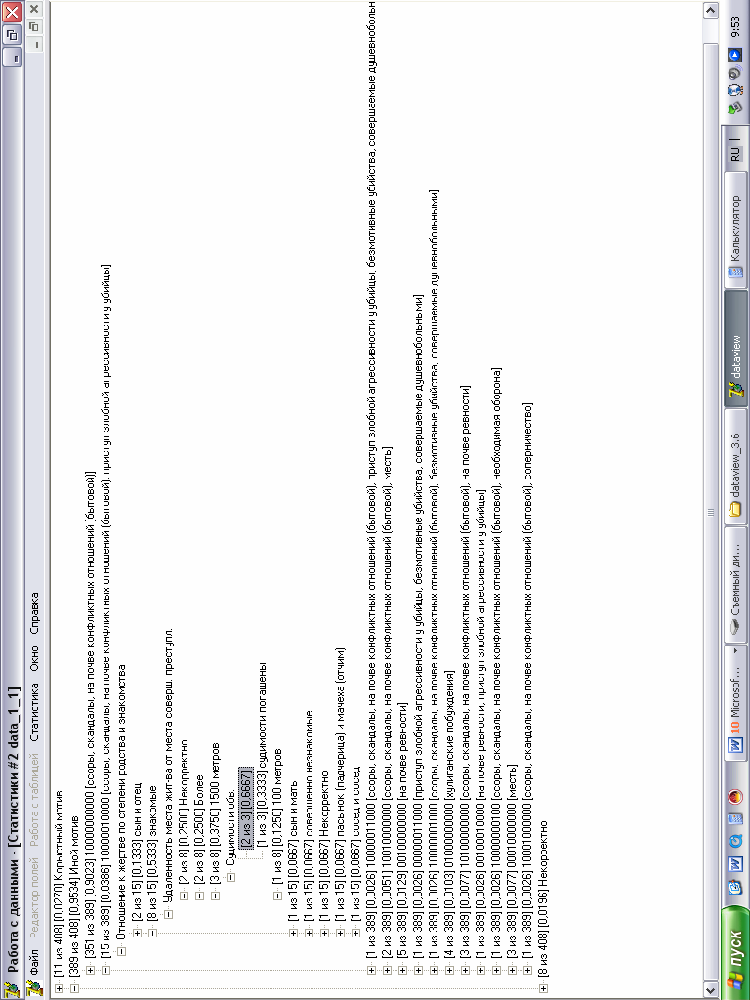 Работа с данными - [Статистики #2 data_1_1]
Файл Редактор полей Работа с таблицей Статистика Окно Справка
[11 из 408] [0,0270] Корыстный мотив
[389 из 408] [0,9534] Иной мотив
[351 из 389] [0,9023] 10000000000 [ссоры, скандалы, на почве конфликтных отношений (бытовой)]
[15 из 389] [0,0386] 10000010000 [ссоры, скандалы, на почве конфликтных отношений (бытовой), приступ злобной агрессивности у убийцы]
Отношение к жертве по степени родства и знакомства
[2 из 15] [0,1333] сын и отец
[8 из 15] [0,5333] знакомые
Удаленность места жит-ва от места соверш. преступл.
[2 из 8] [0,2500] Некорректно
[2 из 8] [0,2500] Более
[3 из 8] [0,3750] 1500 метров
Судимости обв.
[2 из 3] [0,6667]
[1 из 3] [0,3333] судимости погашены
[1 из 8] [0,1250] 100 метров
[1 из 15] [0,0667] сын и мать
[1 из 15] [0,0667] совершенно незнакомые
[1 из 15] [0,0667] Некорректно
[1 из 15] [0,0667] пасынок (падчерица) и мачеха (отчим)
[1 из 15] [0,0667] сосед и сосед
[1 из 389] [0,0026] 10000011000 [ссоры, скандалы, на почве конфликтных отношений (бытовой), приступ злобной агрессивности у убийцы, безмотивные убийства, совершаемые душевнобольн
[2 из 389] [0,0051] 10010000000 [ссоры, скандалы, на почве конфликтных отношений (бытовой), месть]
[5 из 389] [0,0129] 00100000000 [на почве ревности]
[1 из 389] [0,0026] 00000011000 [приступ злобной агрессивности у убийцы, безмотивные убийства, совершаемые душевнобольными]
[1 из 389] [0,0026] 10000001000 [ссоры, скандалы, на почве конфликтных отношений (бытовой), безмотивные убийства, совершаемые душевнобольными]
[4 из 389] [0,0103] 01000000000 [хулиганские побуждения]
[3 из 389] [0,0077] 10100000000 [ссоры, скандалы, на почве конфликтных отношений (бытовой), на почве ревности]
[1 из 389] [0,0026] 00100010000 [на почве ревности, приступ злобной агрессивности у убийцы]
[1 из 389] [0,0026] 10000000100 [ссоры, скандалы, на почве конфликтных отношений (бытовой), необходимая оборона]
[3 из 389] [0,0077] 00010000000 [месть]
[1 из 389] [0,0026] 10001000000 [ссоры, скандалы, на почве конфликтных отношений (бытовой), соперничество]
[8 из 408] [0,0196] Некорректно
пуск 10 Microsof... Съемный ди... dataview_3.6 dataview Калькулятор RU 9:53